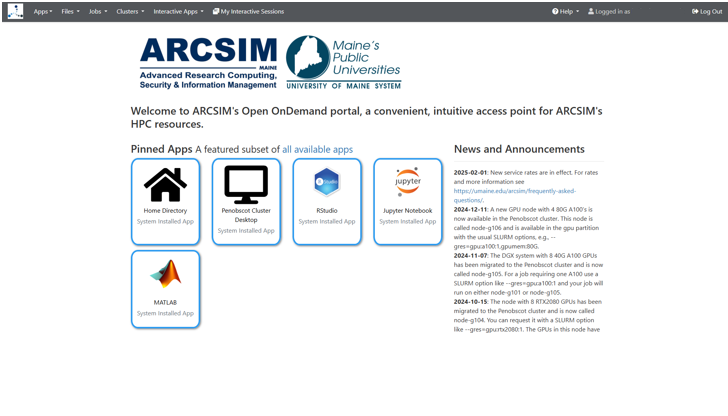 Apps Files Jobs Clusters Interactive Apps My Interactive Sessions Help Logged in as Log Out
ARCSIM
MAINE
Advanced Research Computing,
Security & Information Management
Maine's
Public
Universities
UNIVERSITY OF MAINE SYSTEM
Welcome to ARCSIM's Open OnDemand portal, a convenient, intuitive access point for ARCSIM's
HPC resources.
Pinned Apps A featured subset of all available apps
Home Directory
System Installed App
Penobscot Cluster
Desktop
System Installed App
R Studio
RStudio
System Installed App
jupyter
Jupyter Notebook
System Installed App
MATLAB
System Installed App
News and Announcements
2025-02-01: New service rates are in effect. For rates
and more information see
https://umaine.edu/arcsim/frequently-asked-
questions/.
2024-12-11: A new GPU node with 4 80G A100's is
now available in the Penobscot cluster. This node is
called node-g106 and is available in the gpu partition
with the usual SLURM options, e.g., --
gres=gpu:a100:1,gpumem:80G.
2024-11-07: The DGX system with 8 40G A100 GPUs
has been migrated to the Penobscot cluster and is now
called node-g105. For a job requiring one A100 use a
SLURM option like --gres=gpu:a100:1 and your job will
run on either node-g101 or node-g105.
2024-10-15: The node with 8 RTX2080 GPUs has been
migrated to the Penobscot cluster and is now called
node-g104. You can request it with a SLURM option
like --gres=gpu:rtx2080:1. The GPUs in this node have